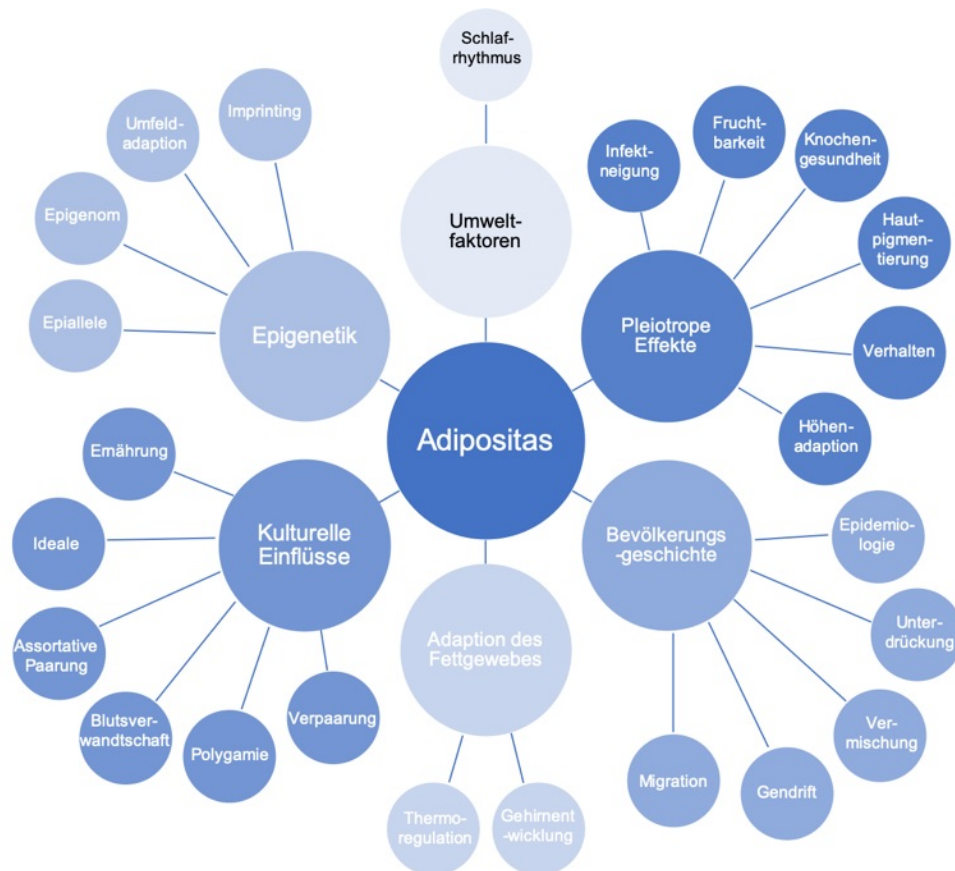 Schlaf-
rhythmus
Umwelt-
faktoren
Imprinting
Umfeld-
adaption
Epigenom
Epiallele
Epigenetik
Infekt-
neigung
Frucht-
barkeit
Knochen-
gesundheit
Haut-
pigmen-
tierung
Verhalten
Höhen-
adaption
Pleiotrope
Effekte
Adipositas
Ernährung
Ideale
Assortative
Paarung
Blutsver-
wandtschaft
Polygamie
Verpaarung
Kulturelle
Einflüsse
Adaption des
Fettgewebes
Thermo-
regulation
Gehirnent
-wicklung
Bevölkerungs
-geschichte
Epidemio-
logie
Unter-
drückung
Ver-
mischung
Gendrift
Migration